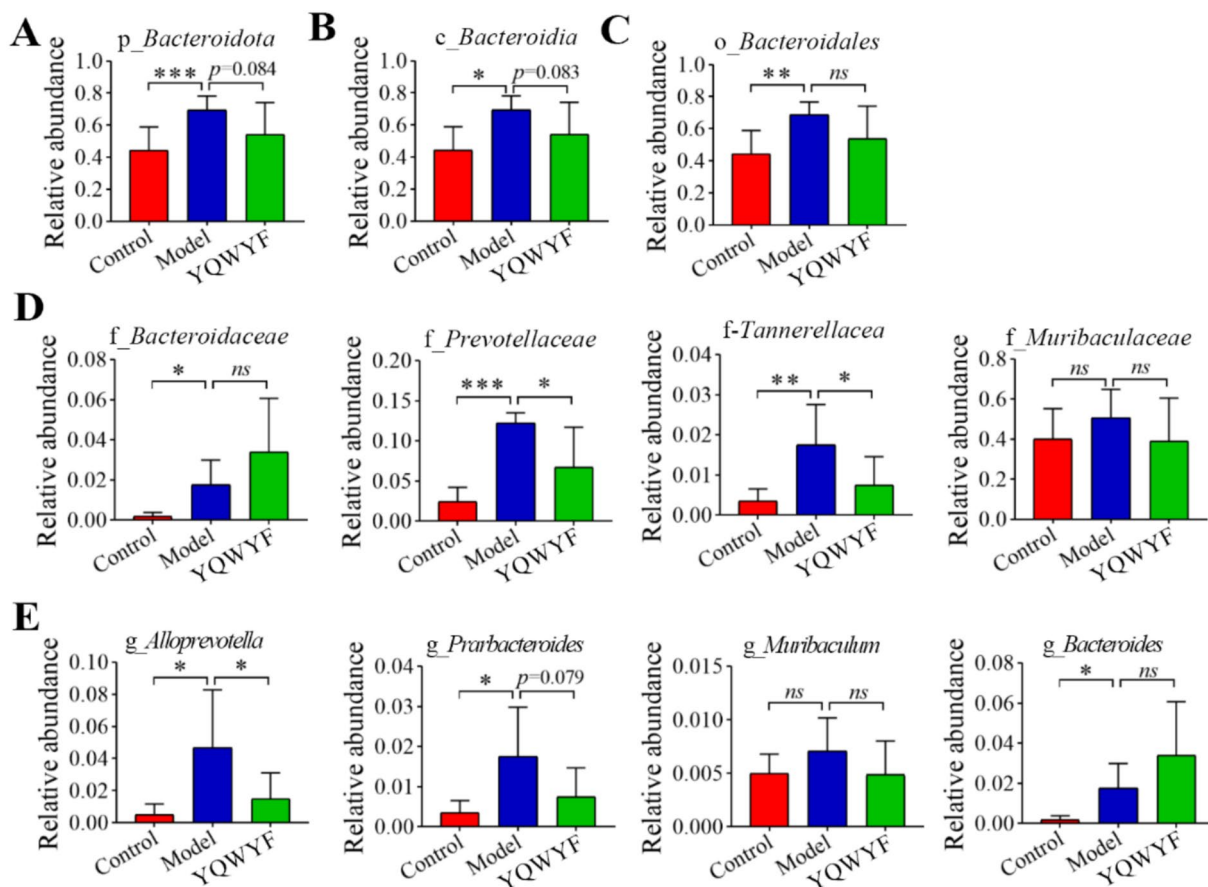 A
p_Bacteroidota
*** p=0.084
Relative abundance
1.0
0.8
0.6
0.4
0.2
0.0
Control Model YQWYF
B
c_Bacteroidia
* p=0.083
Relative abundance
1.0
0.8
0.6
0.4
0.2
0.0
Control Model YQWYF
C
o_Bacteroidales
** ns
Relative abundance
1.0
0.8
0.6
0.4
0.2
0.0
Control Model YQWYF
D
f_Bacteroidaceae
* ns
Relative abundance
0.08
0.06
0.04
0.02
0.00
Control Model YQWYF
f_Prevotellaceae
*** *
Relative abundance
0.20
0.15
0.10
0.05
0.00
Control Model YQWYF
f-Tannerellacea
** *
Relative abundance
0.04
0.03
0.02
0.01
0.00
Control Model YQWYF
f_Muribaculaceae
ns ns
Relative abundance
0.8
0.6
0.4
0.2
0.0
Control Model YQWYF
E
g_Alloprevotella
* *
Relative abundance
0.10
0.08
0.06
0.04
0.02
0.00
Control Model YQWYF
g_Prarbacteroides
* p=0.079
Relative abundance
0.04
0.03
0.02
0.01
0.00
Control Model YQWYF
g_Muribaculum
ns ns
Relative abundance
0.015
0.010
0.005
0.000
Control Model YQWYF
g_Bacteroides
* ns
Relative abundance
0.08
0.06
0.04
0.02
0.00
Control Model YQWYF